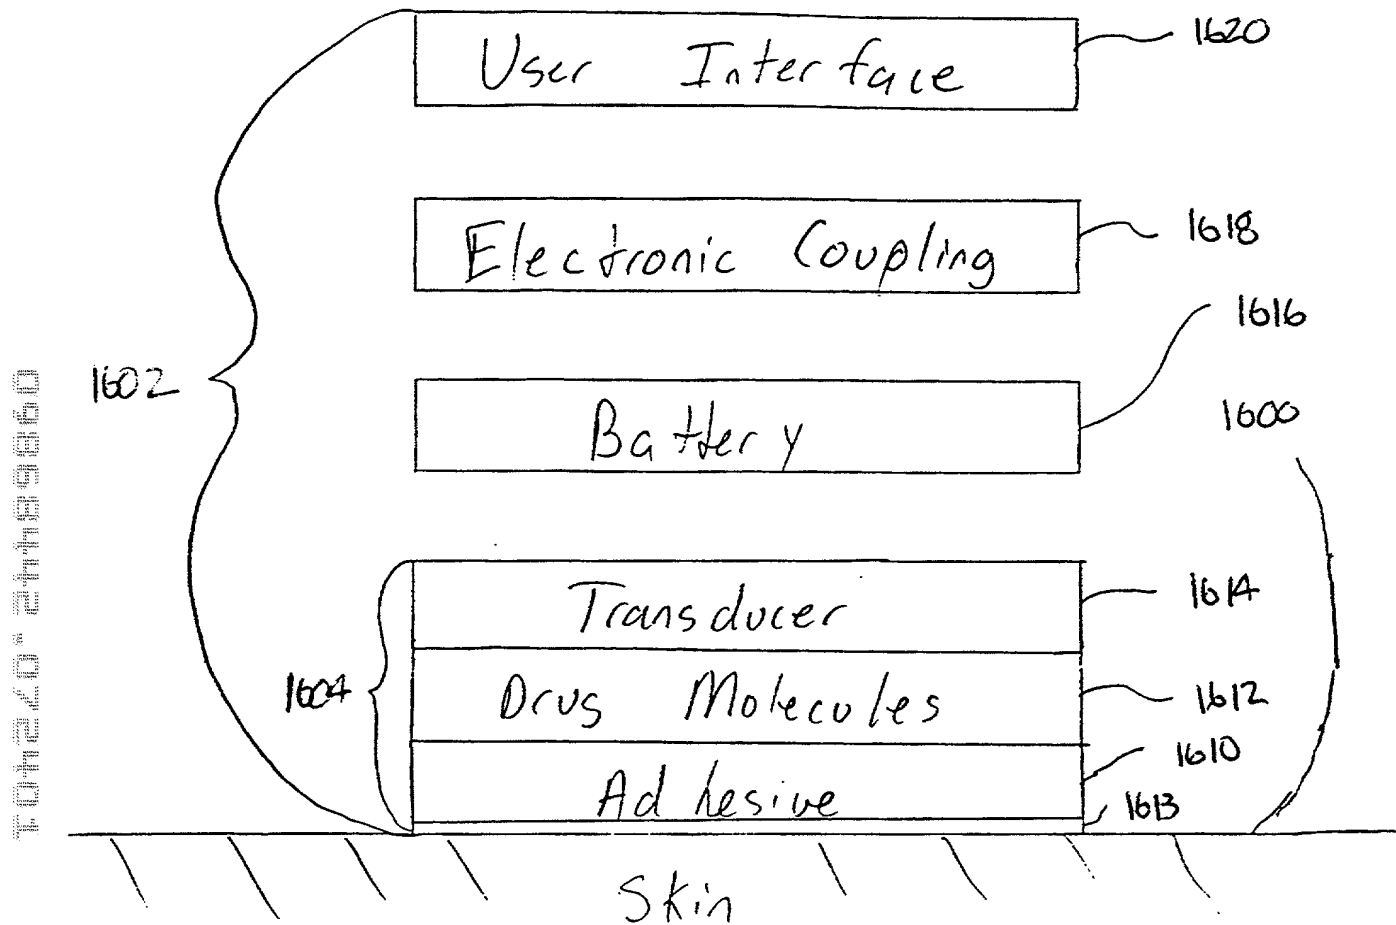 User Interface
1620
Electronic Coupling
1618
1616
1602
Battery
1600
Transducer
1614
1604
Drug Molecules
1612
Adhesive
1610
1613
Skin